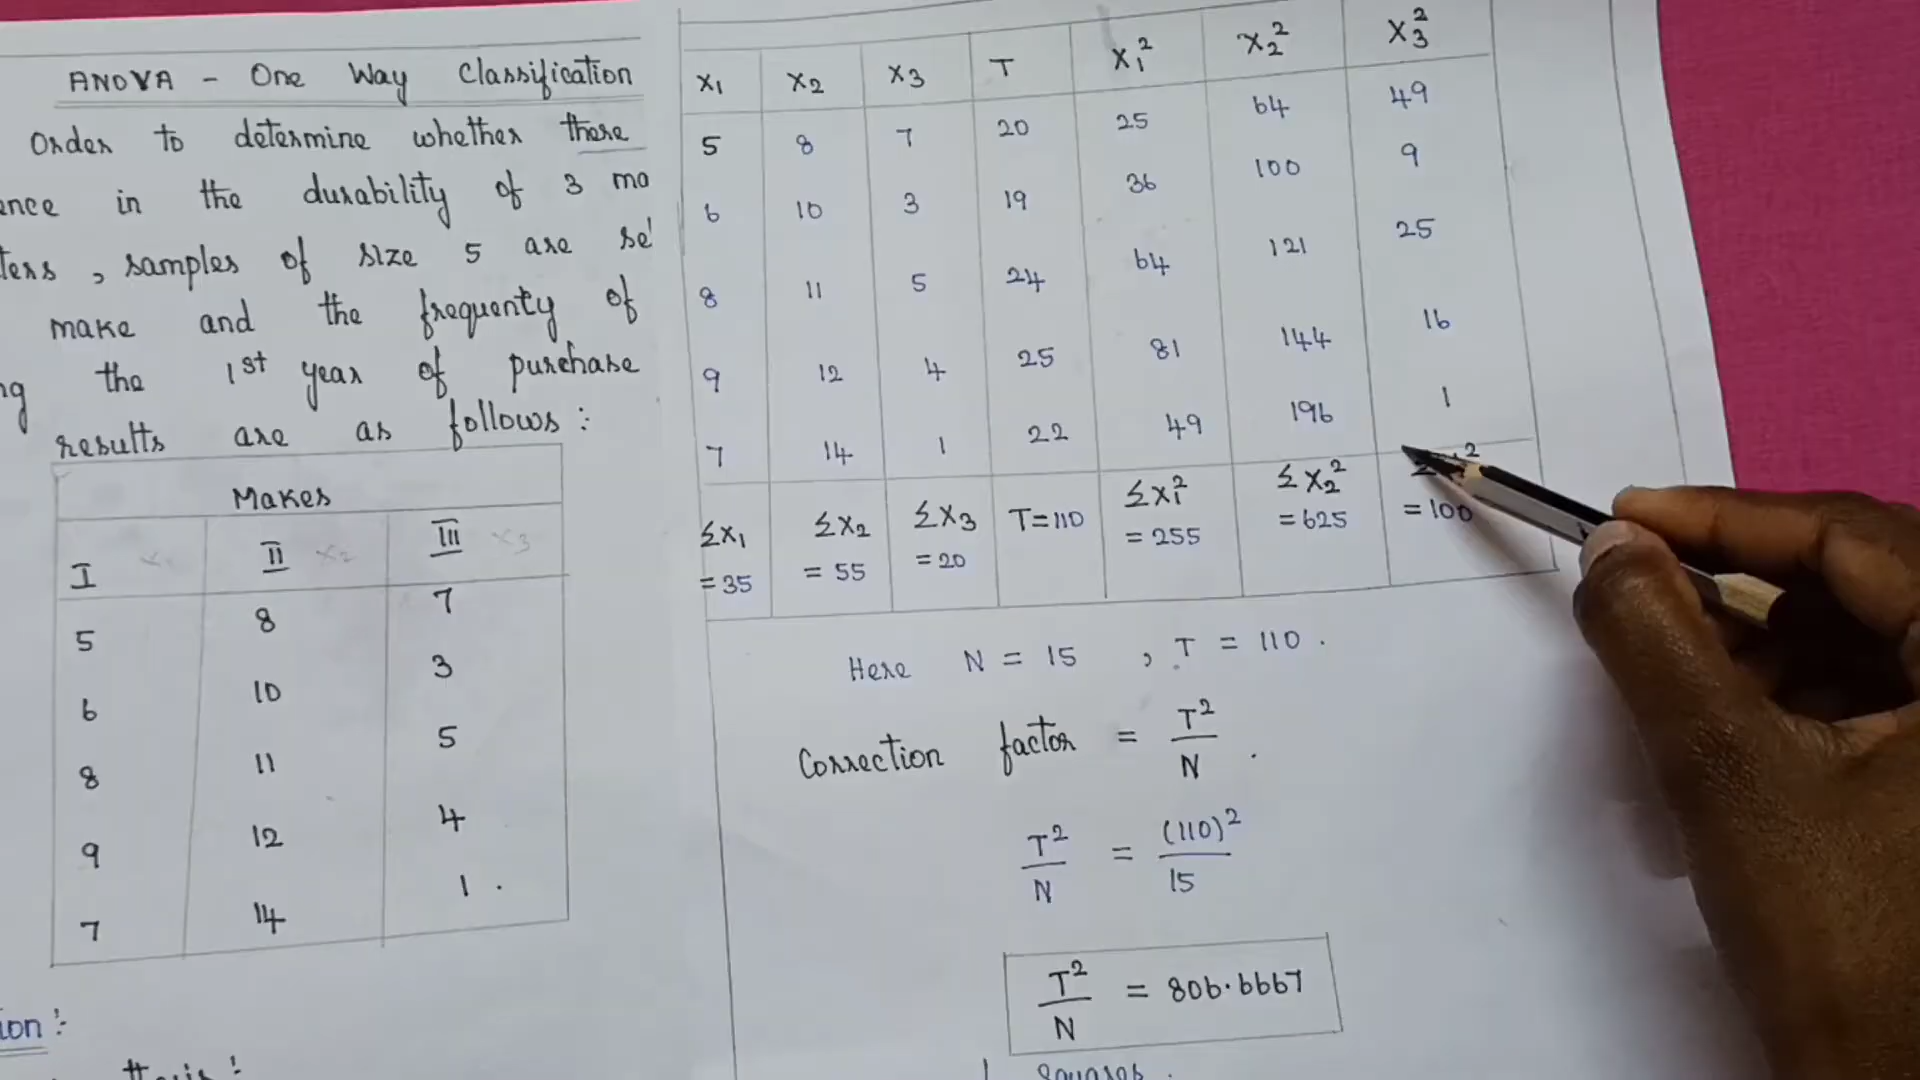 ANOVA - One Way Classification
Order to determine whether there
ence in the durability of 3 ma
ters, samples of size 5 are se
make and the frequenty of
ng the 1st year of purchase
results are as follows:
Makes
I II X2 III X3
5 8 7
6 10 3
8 11 5
9 12 4
7 14 1.
ion:
X1 X2 X3 T X1² X2² X3²
5 8 7 20 25 64 49
6 10 3 19 36 100 9
8 11 5 24 64 121 25
9 12 4 25 81 144 16
7 14 1 22 49 196 1
ΣX1 = 35 ΣX2 = 55 ΣX3 = 20 T=110 ΣX1² = 255 ΣX2² = 625 = 100
Here N = 15 , T = 110.
Correction factor = T²/N.
T²/N = (110)²/15
T²/N = 806.6667
squares.